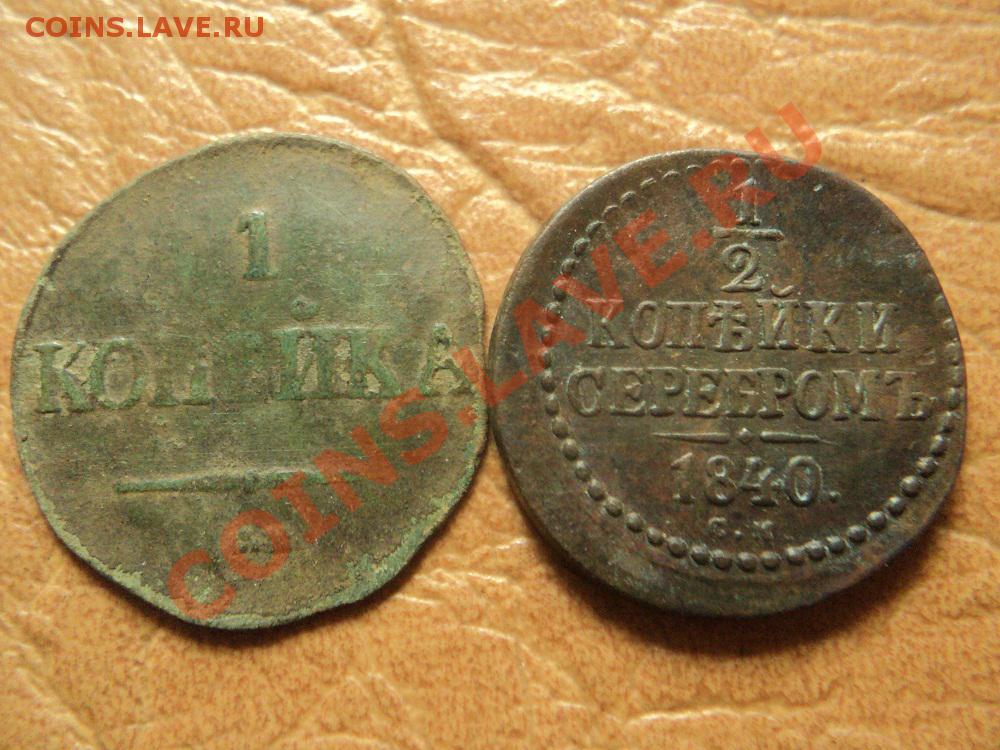 COINS.LAVE.RU
1
КОПѢЙКА
1
2
КОПѢЙКИ
СЕРЕБРОМЪ
1840.
С.М
COINS.LAVE.RU